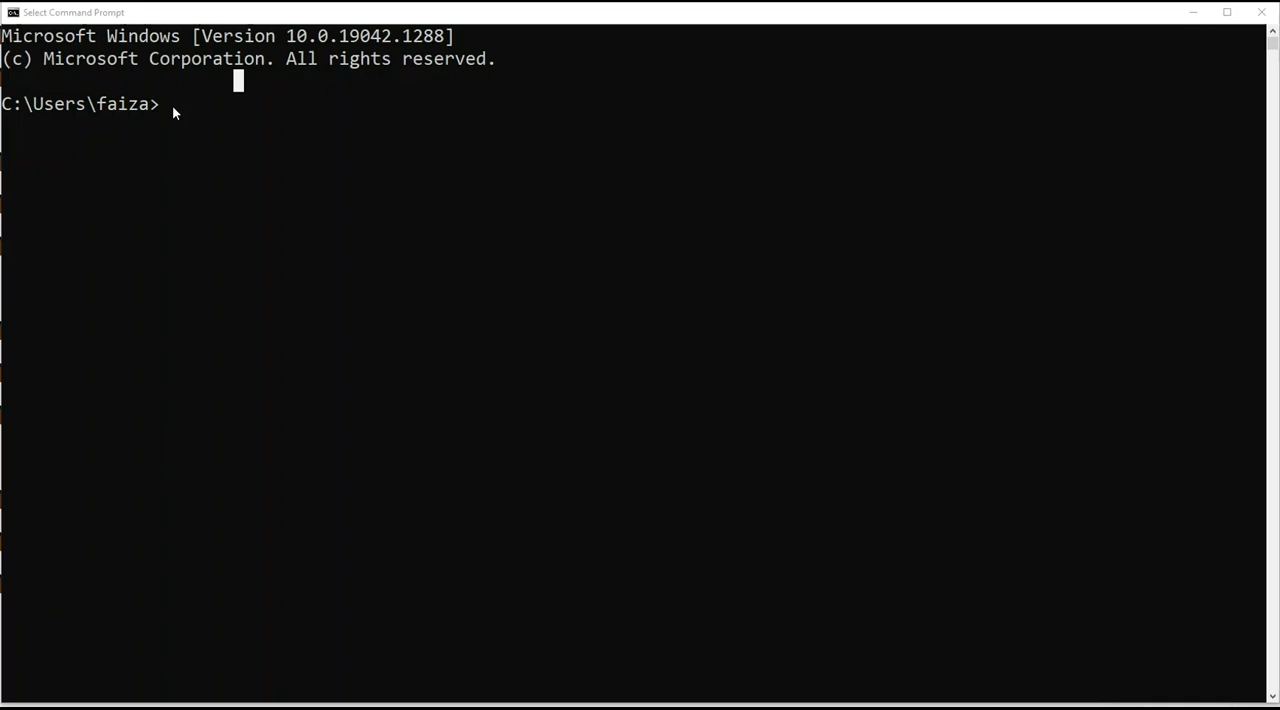 Select Command Prompt
Microsoft Windows [Version 10.0.19042.1288]
(c) Microsoft Corporation. All rights reserved.
C:\Users\faiza>